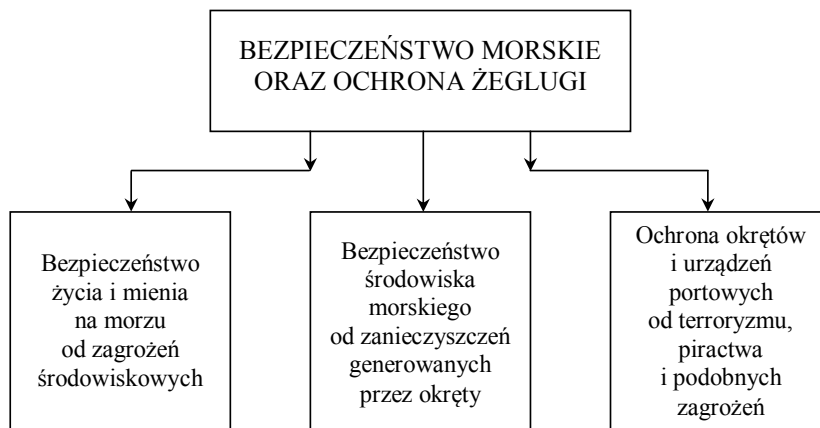 BEZPIECZEŃSTWO MORSKIE
ORAZ OCHRONA ŻEGLUGI
Bezpieczeństwo
życia i mienia
na morzu
od zagrożeń
środowiskowych
Bezpieczeństwo
środowiska
morskiego
od zanieczyszczeń
generowanych
przez okręty
Ochrona okrętów
i urządzeń
portowych
od terroryzmu,
piractwa
i podobnych
zagrożeń